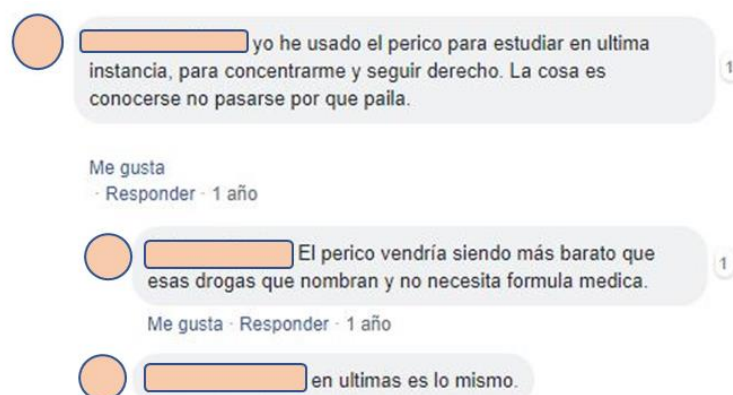 yo he usado el perico para estudiar en ultima
instancia, para concentrarme y seguir derecho. La cosa es
conocerse no pasarse por que paila.
1
Me gusta
· Responder · 1 año
El perico vendría siendo más barato que
esas drogas que nombran y no necesita formula medica.
1
Me gusta · Responder · 1 año
en ultimas es lo mismo.